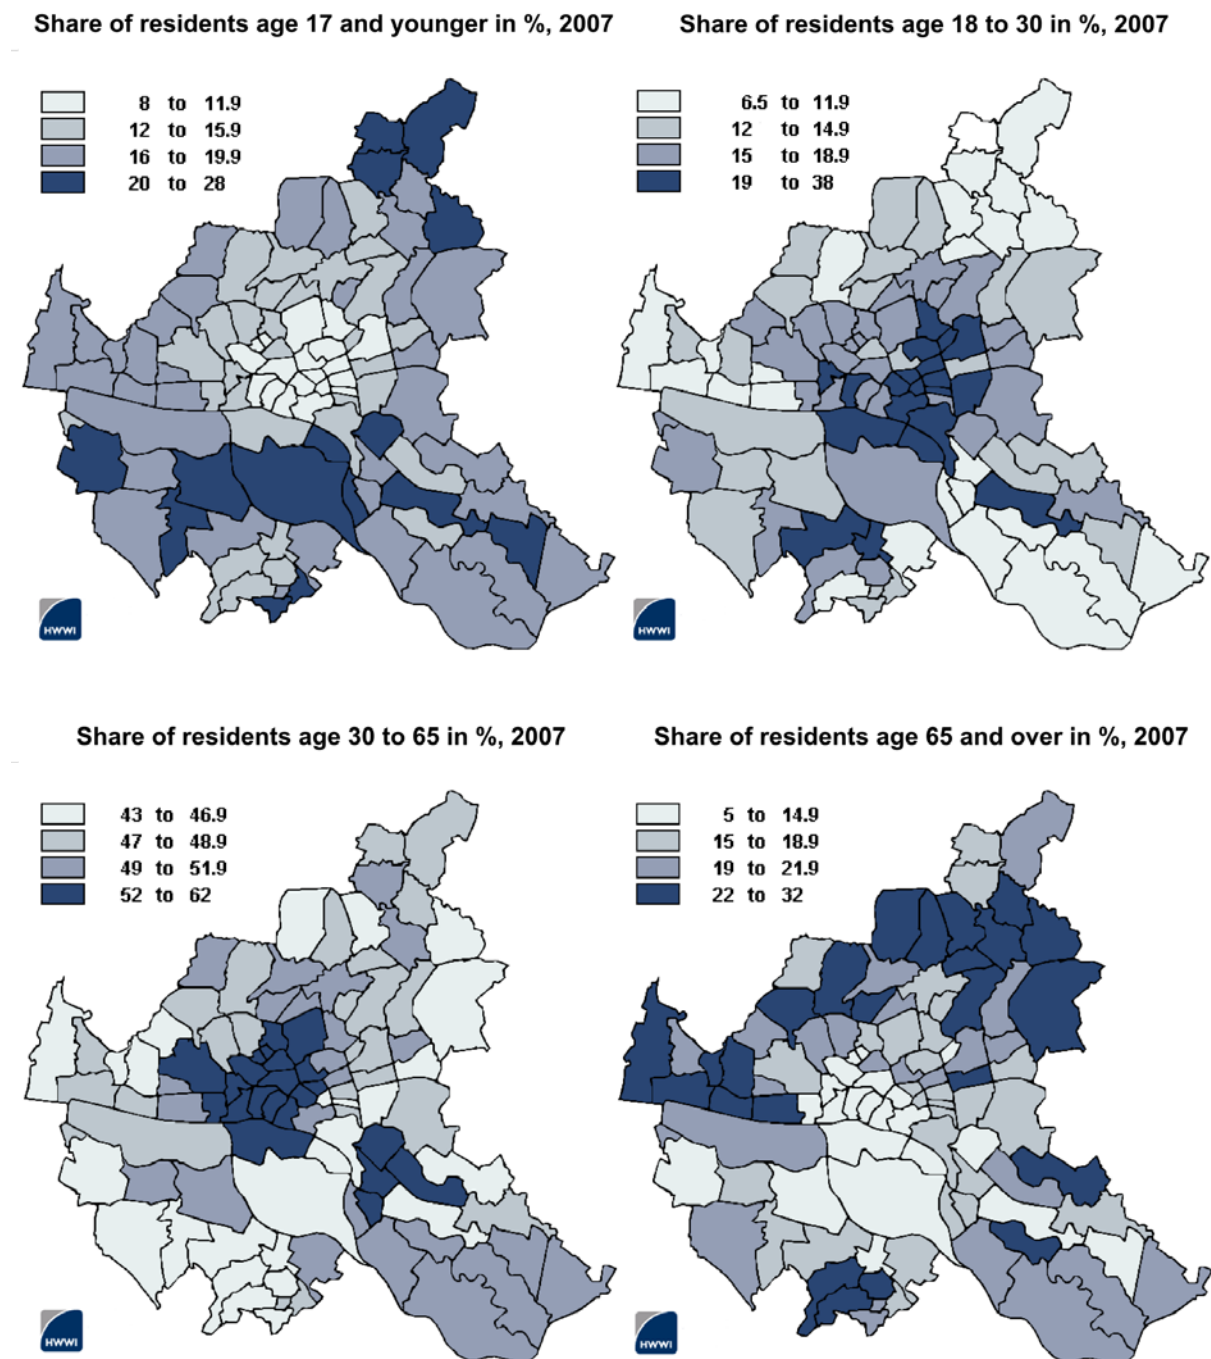 Share of residents age 17 and younger in %, 2007
8 to 11.9
12 to 15.9
16 to 19.9
20 to 28
HWWI
Share of residents age 18 to 30 in %, 2007
6.5 to 11.9
12 to 14.9
15 to 18.9
19 to 38
HWWI
Share of residents age 30 to 65 in %, 2007
43 to 46.9
47 to 48.9
49 to 51.9
52 to 62
HWWI
Share of residents age 65 and over in %, 2007
5 to 14.9
15 to 18.9
19 to 21.9
22 to 32
HWWI